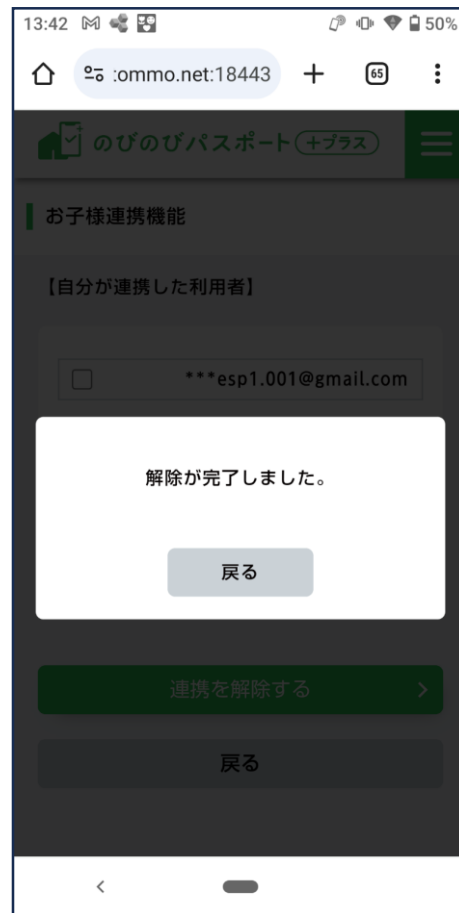 13:42
50%
:ommo.net:18443
65
のびのびパスポート +プラス
お子様連携機能
【自分が連携した利用者】
***esp1.001@gmail.com
解除が完了しました。
戻る
連携を解除する
戻る